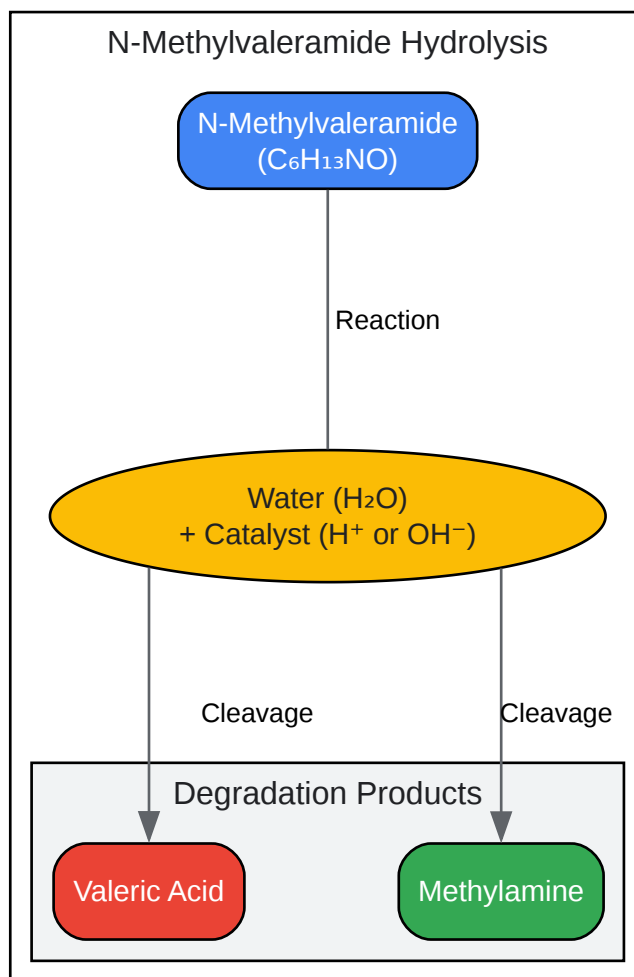 N-Methylvaleramide Hydrolysis
N-Methylvaleramide
(C₆H₁₃NO)
Reaction
Water (H₂O)
+ Catalyst (H⁺ or OH⁻)
Cleavage
Cleavage
Degradation Products
Valeric Acid
Methylamine